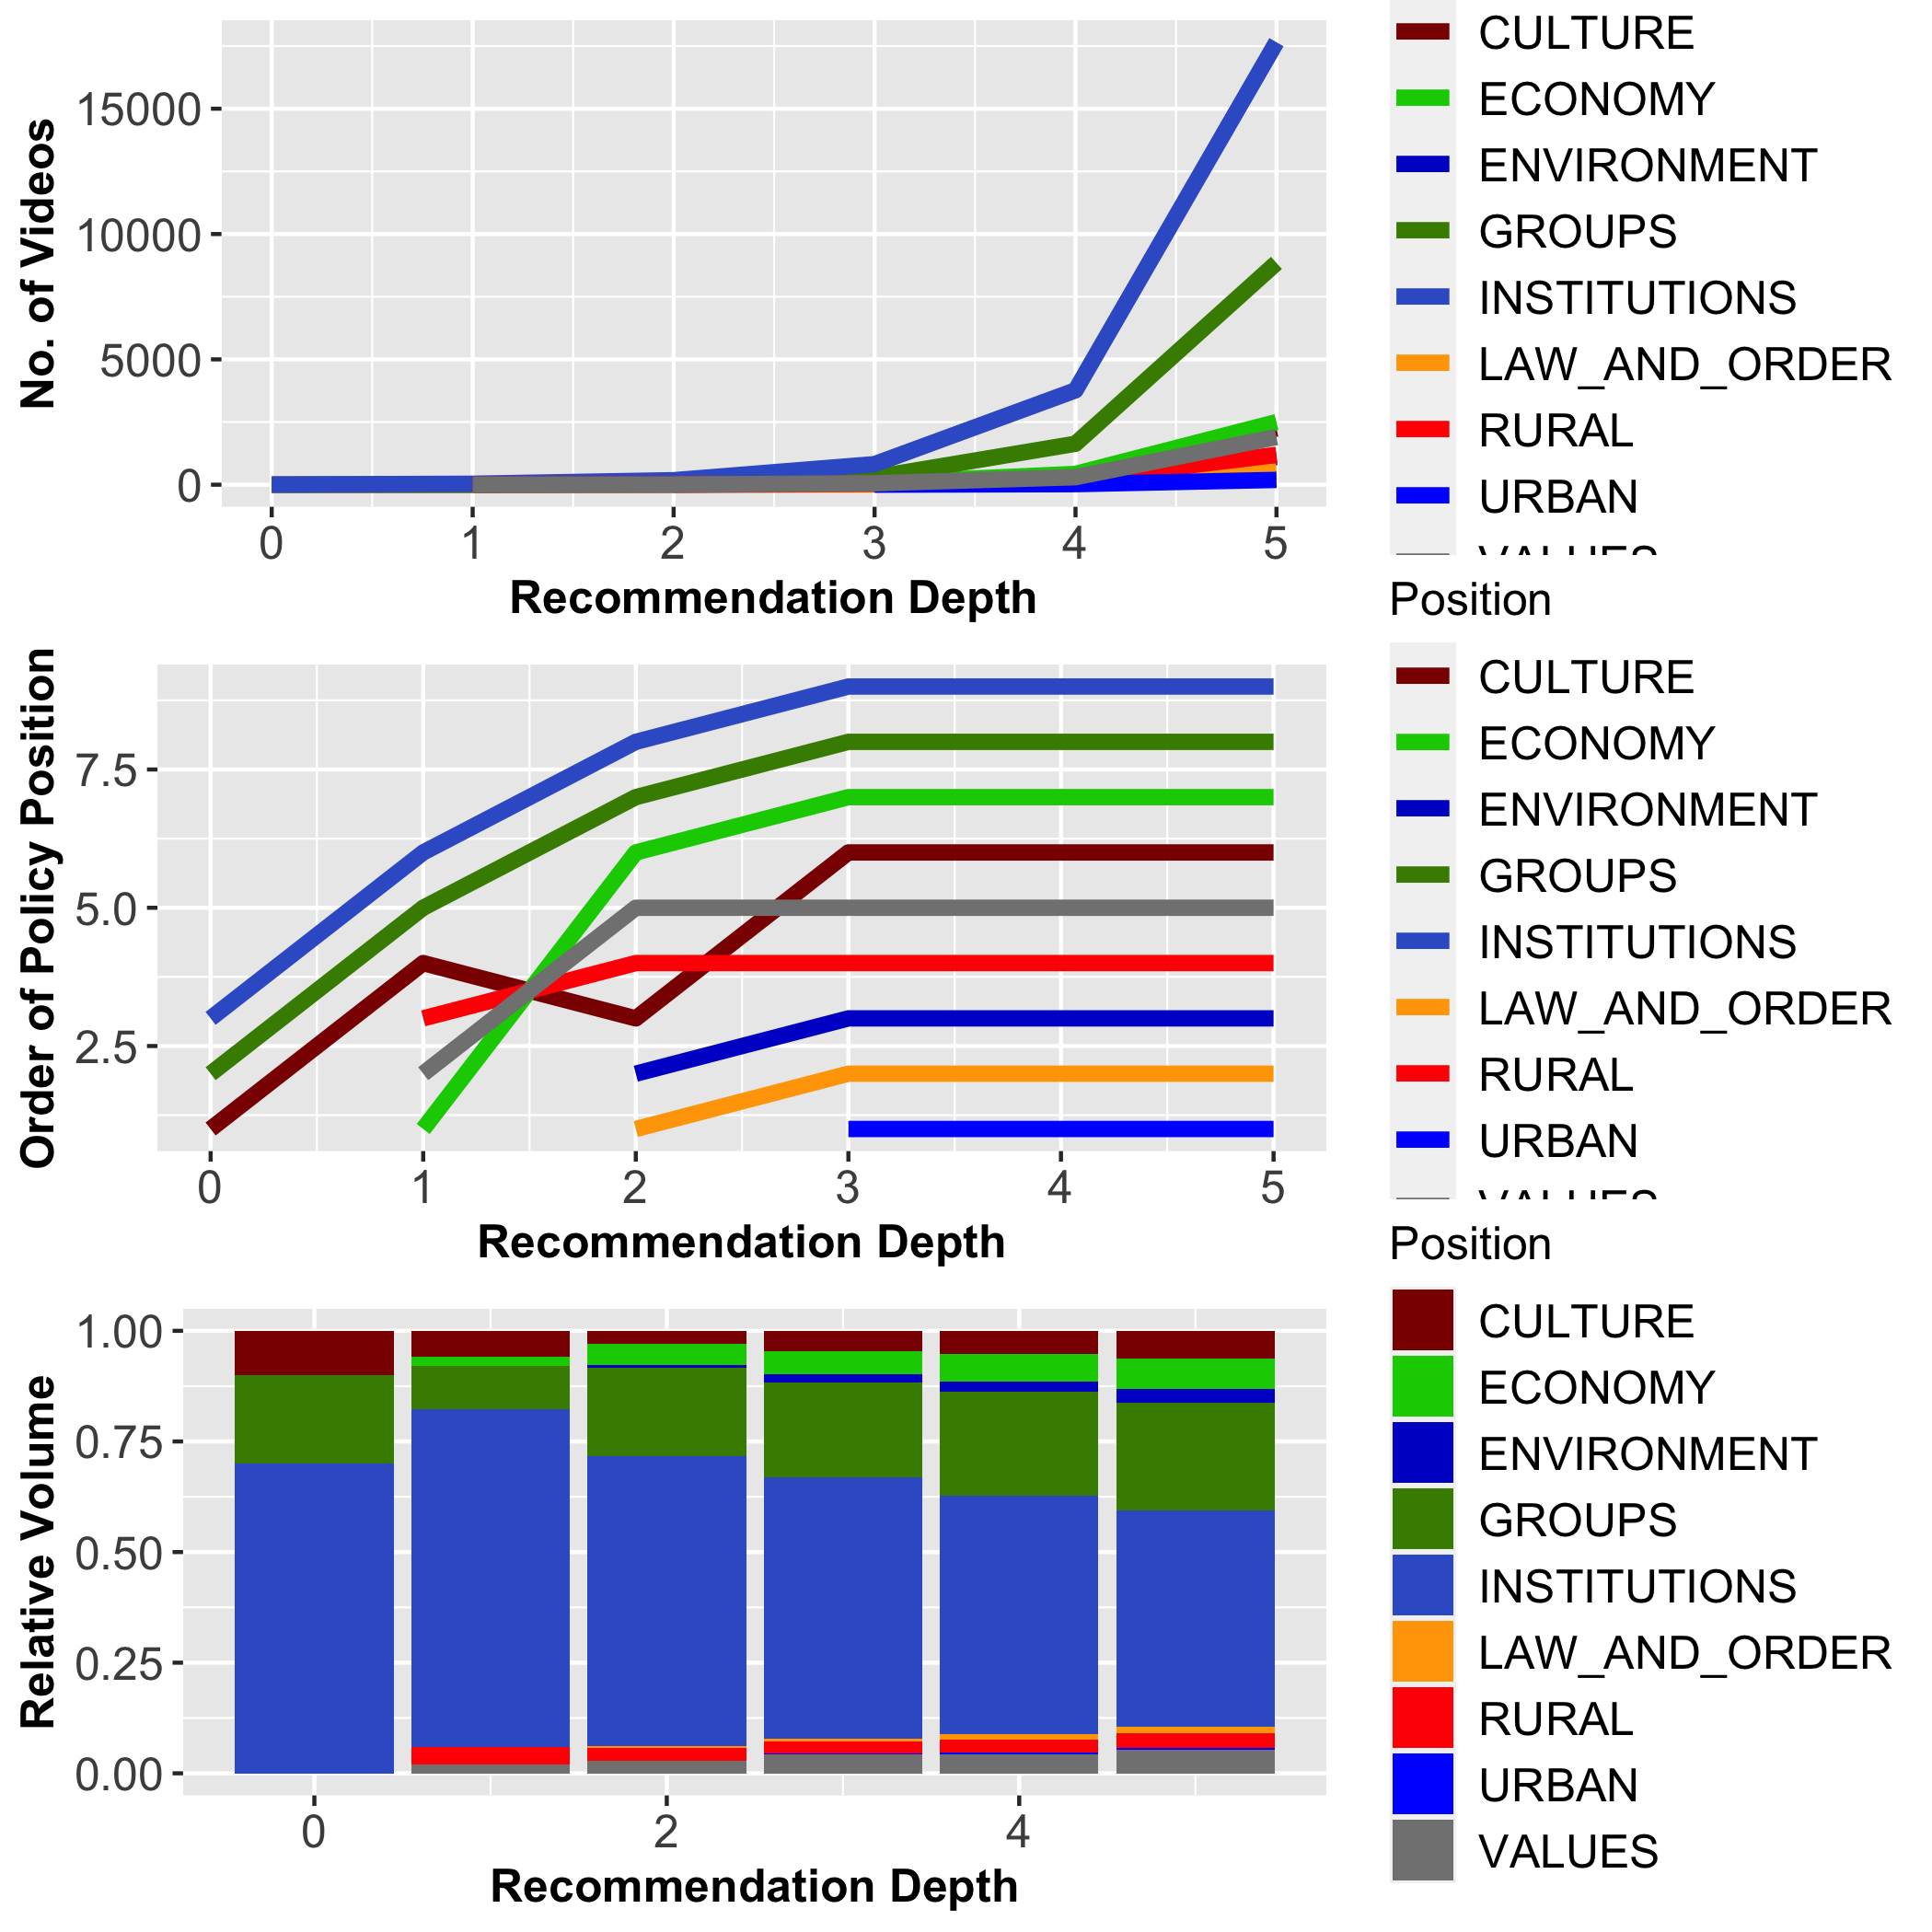 No. of Videos
15000
10000
5000
0
0 1 2 3 4 5
Recommendation Depth
CULTURE
ECONOMY
ENVIRONMENT
GROUPS
INSTITUTIONS
LAW_AND_ORDER
RURAL
URBAN
VALUES
Position
Order of Policy Position
7.5
5.0
2.5
0 1 2 3 4 5
Recommendation Depth
CULTURE
ECONOMY
ENVIRONMENT
GROUPS
INSTITUTIONS
LAW_AND_ORDER
RURAL
URBAN
VALUES
Position
Relative Volume
1.00
0.75
0.50
0.25
0.00
0 2 4
Recommendation Depth
CULTURE
ECONOMY
ENVIRONMENT
GROUPS
INSTITUTIONS
LAW_AND_ORDER
RURAL
URBAN
VALUES